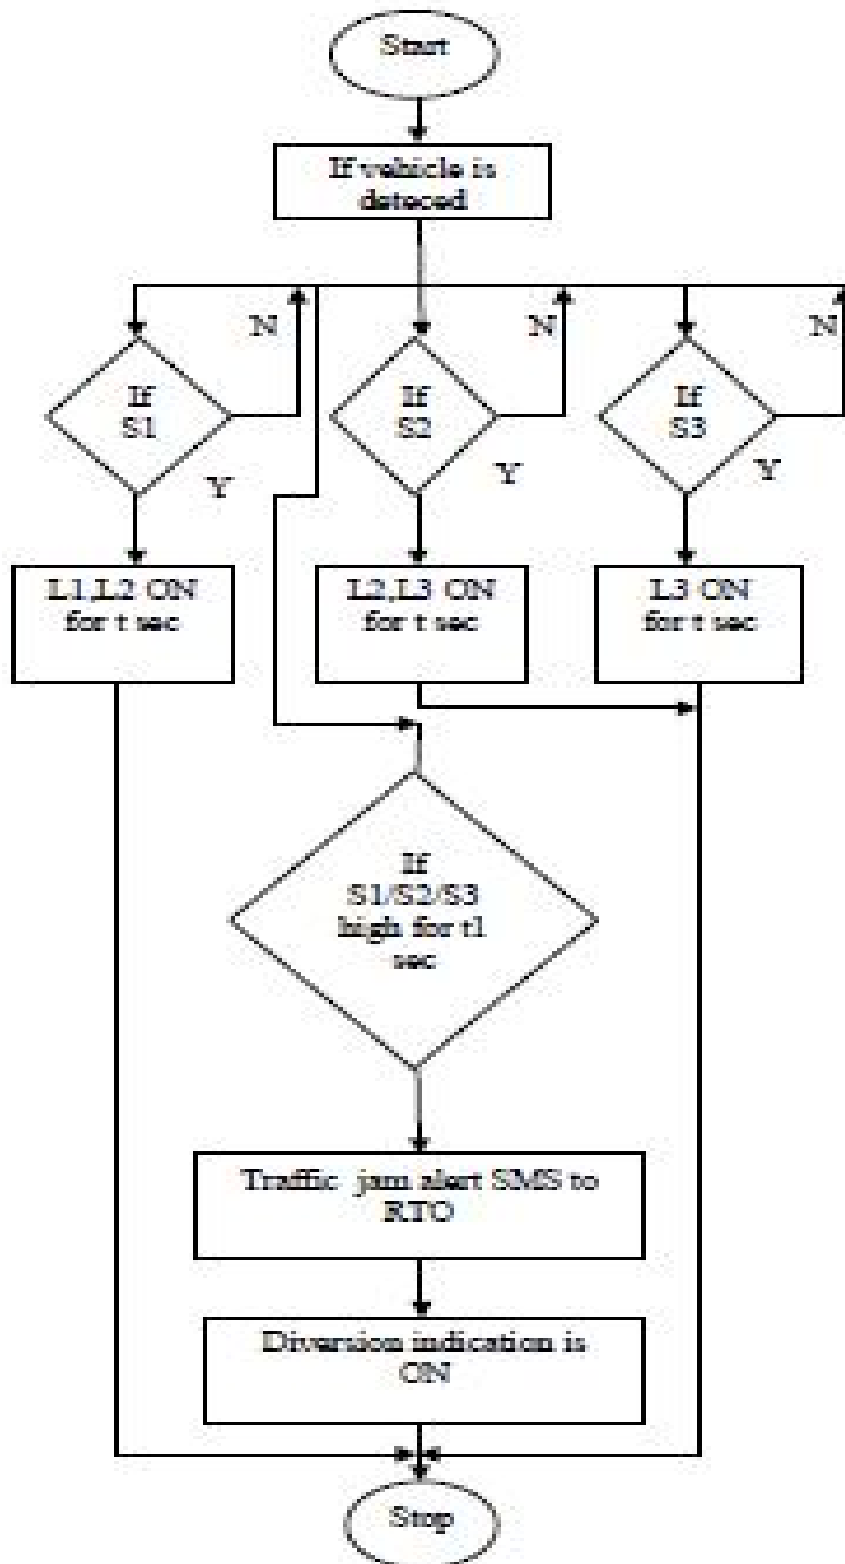 Start
If vehicle is
deteced
N
N
N
If
S1
If
S2
If
S3
Y
Y
Y
L1,L2 ON
for t sec
L2,L3 ON
for t sec
L3 ON
for t sec
If
S1/S2/S3
high for t1
sec
Traffic jam alert SMS to
RTO
Diversion indication is
ON
Stop